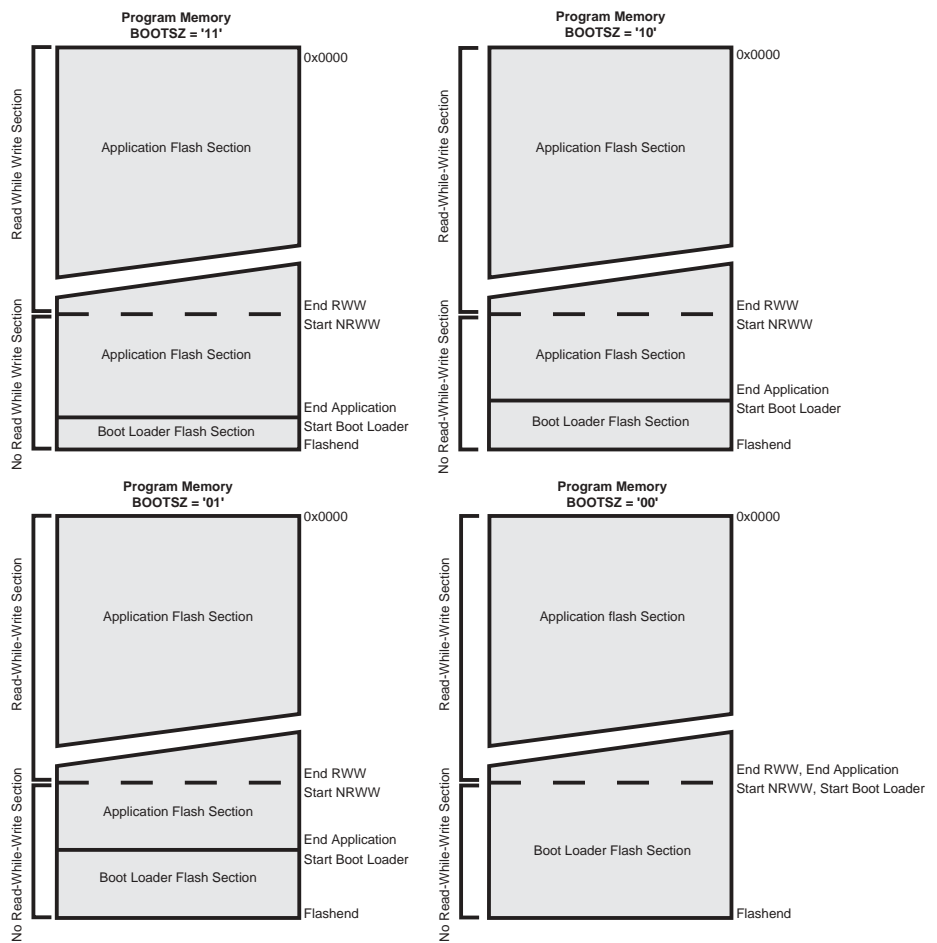 Program Memory
BOOTSZ = '11'
0x0000
Read While Write Section
Application Flash Section
End RWW
Start NRWW
No Read While Write Section
Application Flash Section
End Application
Start Boot Loader
Boot Loader Flash Section
Flashend
Program Memory
BOOTSZ = '10'
0x0000
Read-While-Write Section
Application Flash Section
End RWW
Start NRWW
No Read-While-Write Section
Application Flash Section
End Application
Start Boot Loader
Boot Loader Flash Section
Flashend
Program Memory
BOOTSZ = '01'
0x0000
Read-While-Write Section
Application Flash Section
End RWW
Start NRWW
No Read-While-Write Section
Application Flash Section
End Application
Start Boot Loader
Boot Loader Flash Section
Flashend
Program Memory
BOOTSZ = '00'
0x0000
Read-While-Write Section
Application flash Section
End RWW, End Application
Start NRWW, Start Boot Loader
No Read-While-Write Section
Boot Loader Flash Section
Flashend